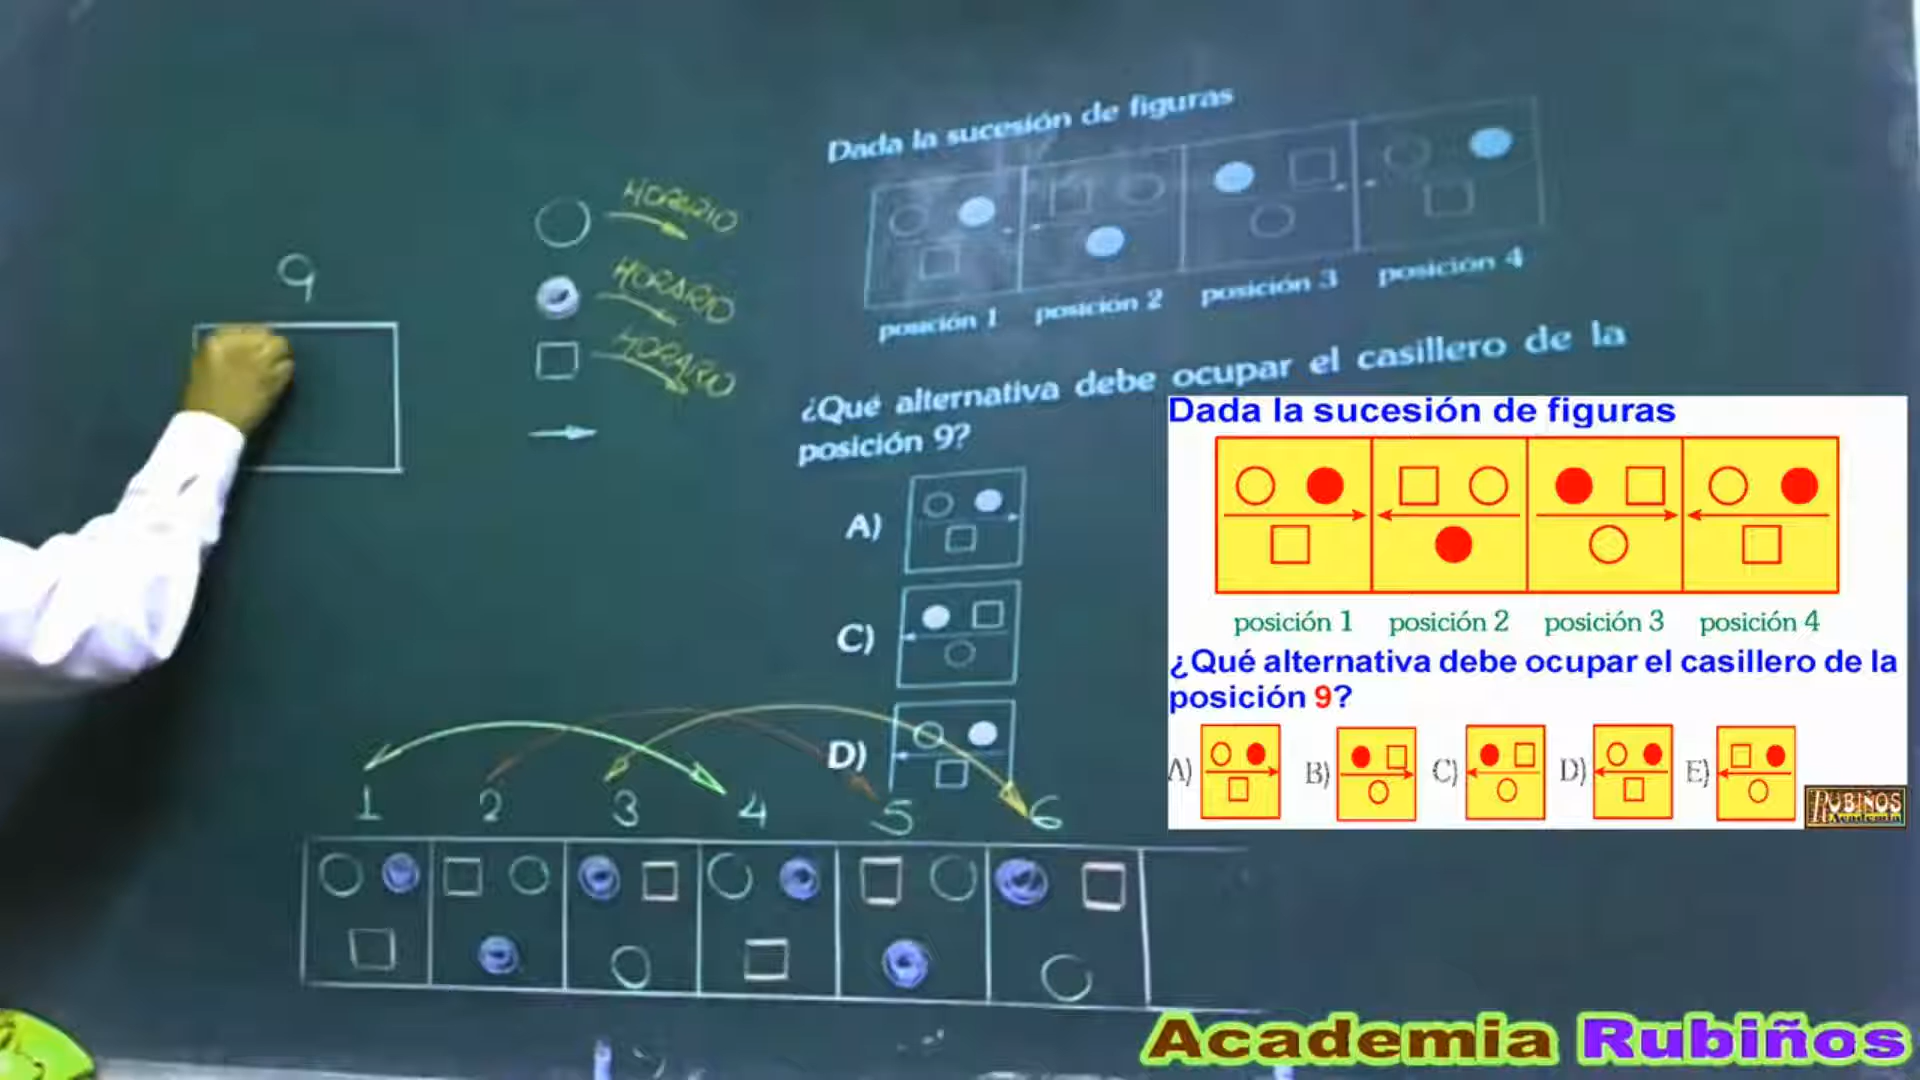 9
HORARIO
HORARIO
HORARIO
Dada la sucesión de figuras
posición 1 posición 2 posición 3 posición 4
¿Qué alternativa debe ocupar el casillero de la
posición 9?
A)
C)
D)
1 2 3 4 5 6
Dada la sucesión de figuras
posición 1 posición 2 posición 3 posición 4
¿Qué alternativa debe ocupar el casillero de la
posición 9?
A) B) C) D) E)
RUBIÑOS
Academia
Academia Rubiños